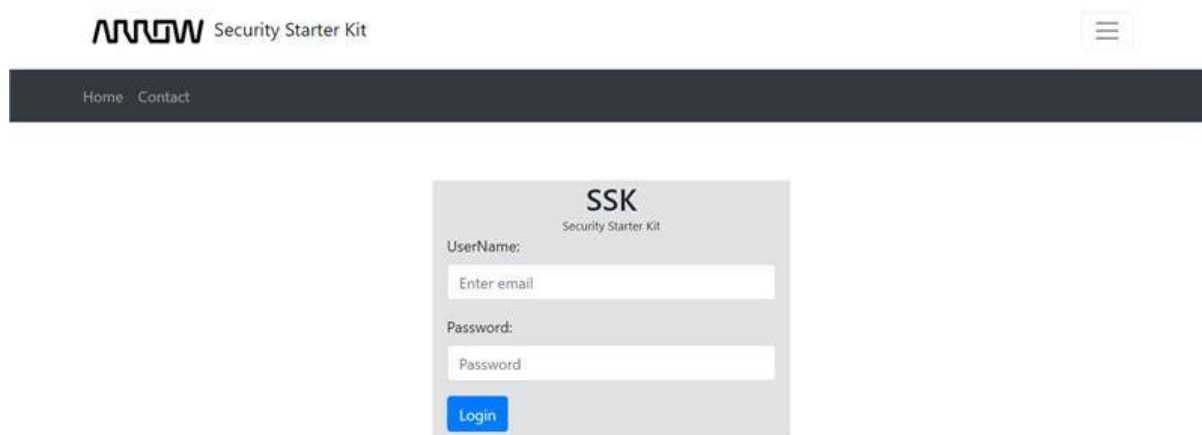 ARROW Security Starter Kit
Home Contact
SSK
Security Starter Kit
UserName:
Enter email
Password:
Password
Login